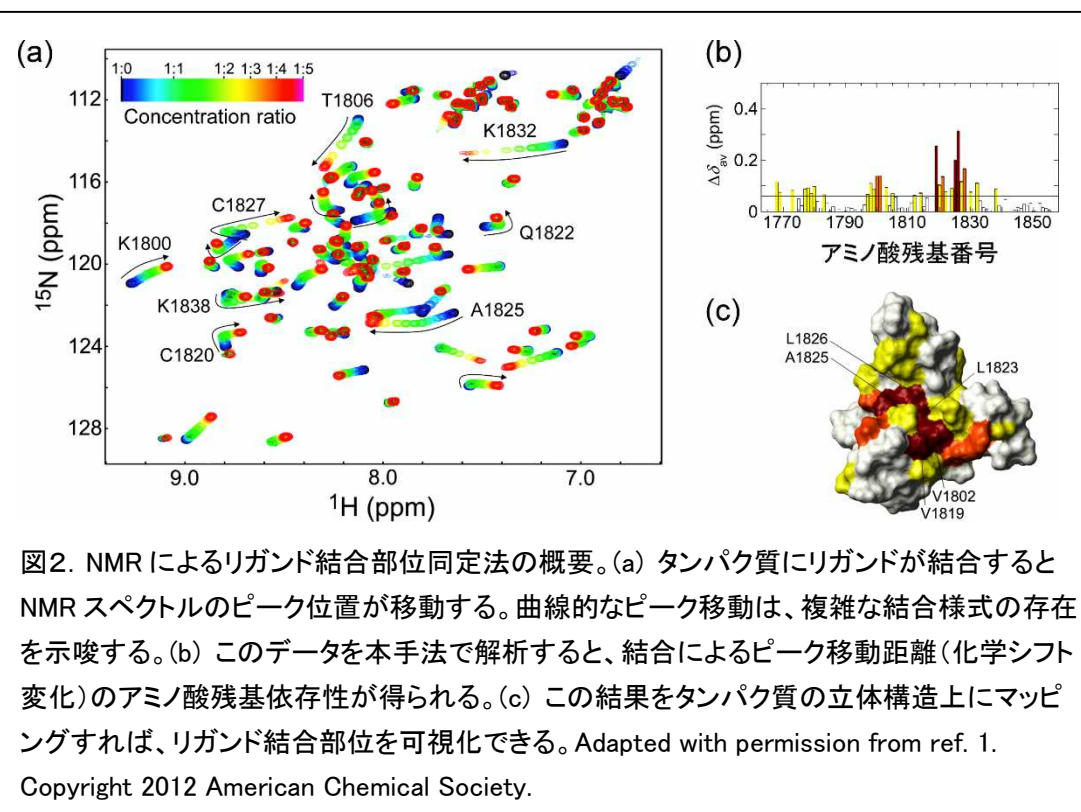 (a)
1:0 1:1 1:2 1:3 1:4 1:5
Concentration ratio
T1806
K1832
C1827
K1800
Q1822
K1838
A1825
C1820
112
116
120
124
128
15N (ppm)
9.0 8.0 7.0
1H (ppm)
(b)
0.4
0.2
0
Δδav (ppm)
1770 1790 1810 1830 1850
アミノ酸残基番号
(c)
L1826
A1825
L1823
V1802
V1819
図2. NMR によるリガンド結合部位同定法の概要。(a) タンパク質にリガンドが結合すると
NMR スペクトルのピーク位置が移動する。曲線的なピーク移動は、複雑な結合様式の存在
を示唆する。(b) このデータを本手法で解析すると、結合によるピーク移動距離(化学シフト
変化)のアミノ酸残基依存性が得られる。(c) この結果をタンパク質の立体構造上にマッピ
ングすれば、リガンド結合部位を可視化できる。Adapted with permission from ref. 1.
Copyright 2012 American Chemical Society.